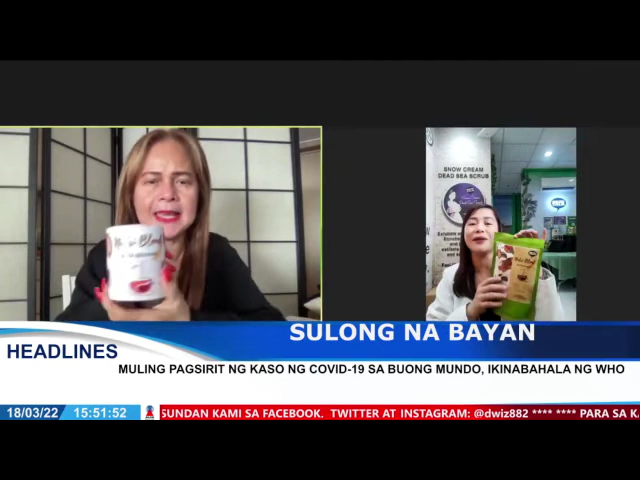 SNOW CREAM
DEAD SEA SCRUB
SULONG NA BAYAN
HEADLINES
MULING PAGSIRIT NG KASO NG COVID-19 SA BUONG MUNDO, IKINABAHALA NG WHO
18/03/22 15:51:52 SUNDAN KAMI SA FACEBOOK. TWITTER AT INSTAGRAM: @dwiz882 **** **** PARA SA K